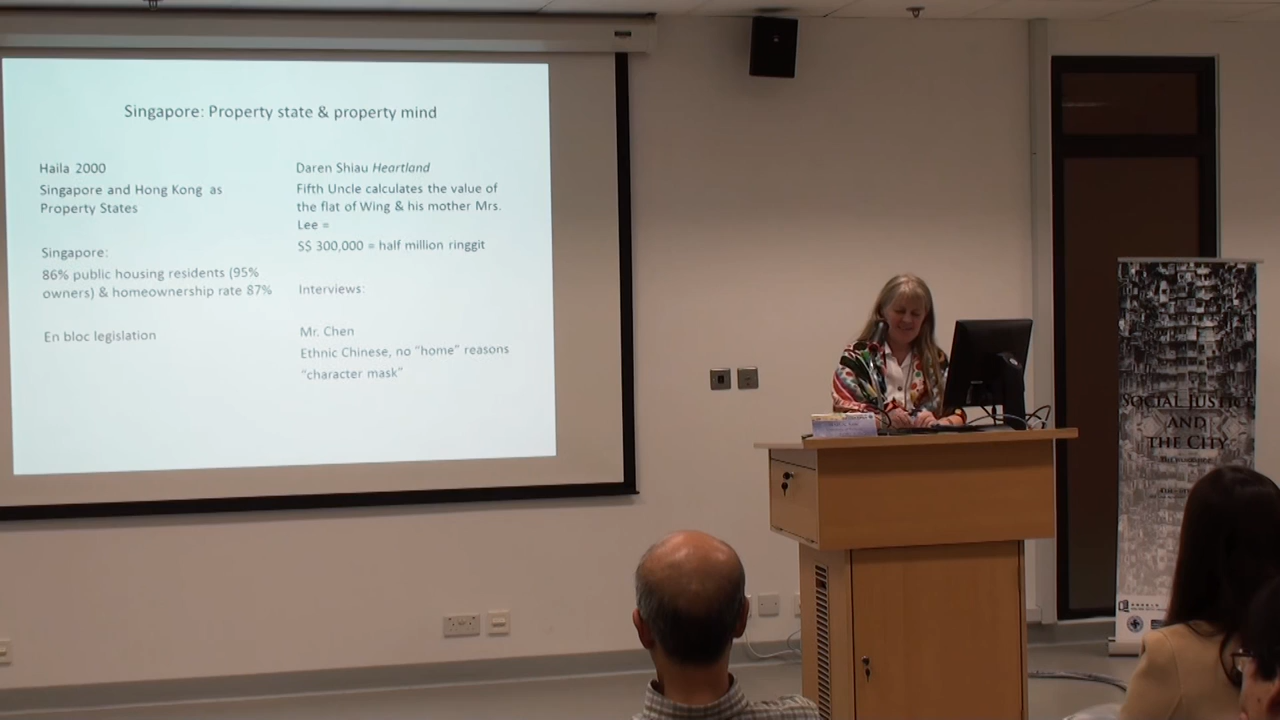 Singapore: Property state & property mind
Haila 2000
Singapore and Hong Kong as
Property States
Singapore:
86% public housing residents (95%
owners) & homeownership rate 87%
En bloc legislation
Daren Shiau Heartland
Fifth Uncle calculates the value of
the flat of Wing & his mother Mrs.
Lee =
S$ 300,000 = half million ringgit
Interviews:
Mr. Chen
Ethnic Chinese, no “home” reasons
“character mask”
SOCIAL JUSTICE
AND
THE CITY